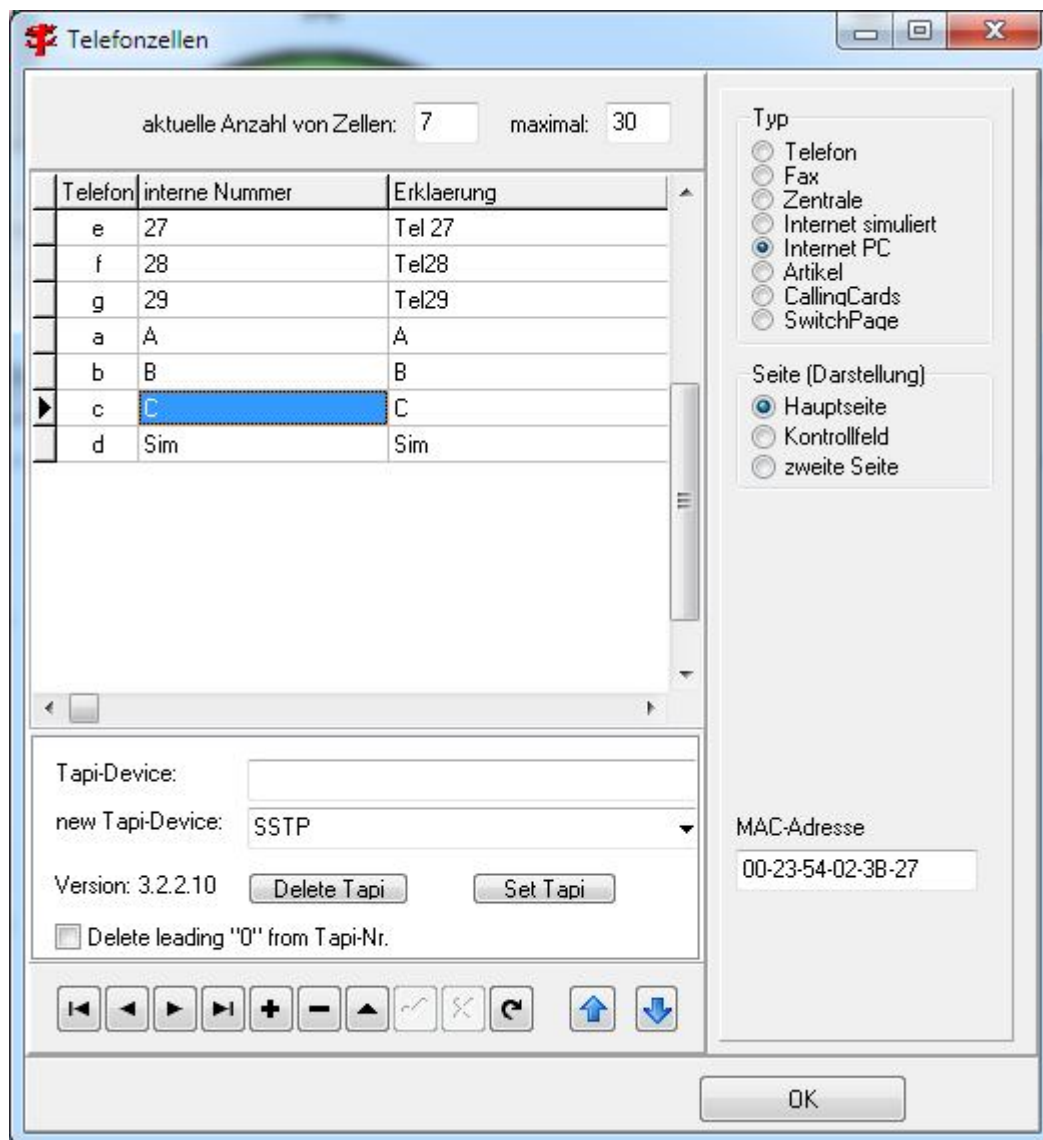 Telefonzellen
aktuelle Anzahl von Zellen: 7 maximal: 30
Telefon interne Nummer Erklaerung
e 27 Tel 27
f 28 Tel28
g 29 Tel29
a A A
b B B
c C C
d Sim Sim
Tapi-Device:
new Tapi-Device: SSTP
Version: 3.2.2.10 Delete Tapi Set Tapi
Delete leading "0" from Tapi-Nr.
Typ
Telefon
Fax
Zentrale
Internet simuliert
Internet PC
Artikel
CallingCards
SwitchPage
Seite (Darstellung)
Hauptseite
Kontrollfeld
zweite Seite
MAC-Adresse
00-23-54-02-3B-27
OK